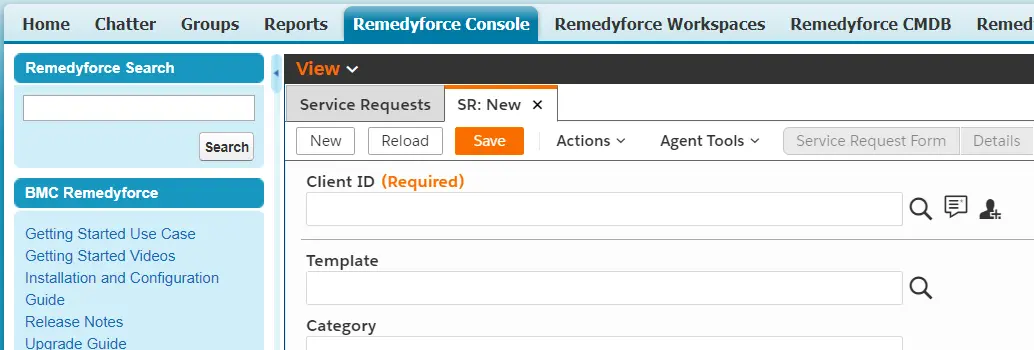 Home Chatter Groups Reports Remedyforce Console Remedyforce Workspaces Remedyforce CMDB Remed
Remedyforce Search
Search
BMC Remedyforce
Getting Started Use Case
Getting Started Videos
Installation and Configuration
Guide
Release Notes
Upgrade Guide
View
Service Requests SR: New
New Reload Save Actions Agent Tools Service Request Form Details
Client ID (Required)
Template
Category